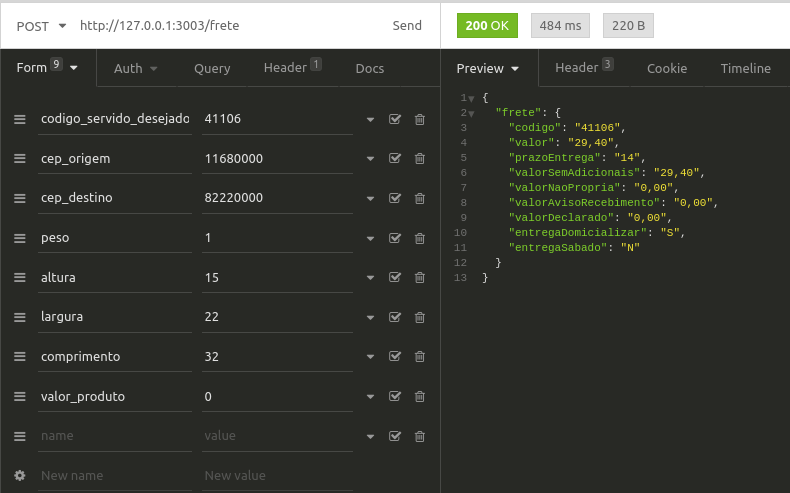 POST http://127.0.0.1:3003/frete Send 200 OK 484 ms 220 B
Form 9 Auth Query Header 1 Docs Preview Header 3 Cookie Timeline
codigo_servido_desejado 41106
cep_origem 11680000
cep_destino 82220000
peso 1
altura 15
largura 22
comprimento 32
valor_produto 0
name value
New name New value
1 {
2 "frete": {
3 "codigo": "41106",
4 "valor": "29,40",
5 "prazoEntrega": "14",
6 "valorSemAdicionais": "29,40",
7 "valorNaoPropria": "0,00",
8 "valorAvisoRecebimento": "0,00",
9 "valorDeclarado": "0,00",
10 "entregaDomicializar": "S",
11 "entregaSabado": "N"
12 }
13 }